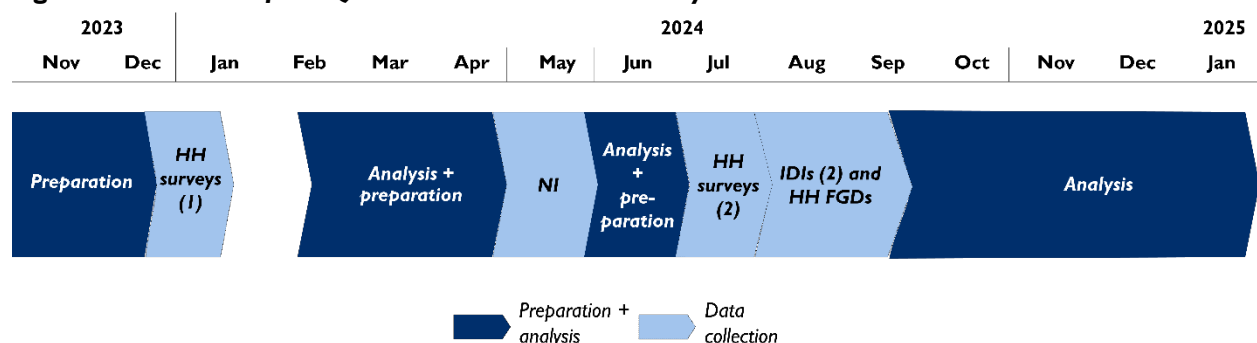 2023 2024 2025
Nov Dec Jan Feb Mar Apr May Jun Jul Aug Sep Oct Nov Dec Jan
Preparation
HH
surveys
(1)
Analysis +
preparation
NI
Analysis
+
pre-
paration
HH
surveys
(2)
IDIs (2) and
HH FGDs
Analysis
Preparation +
analysis
Data
collection